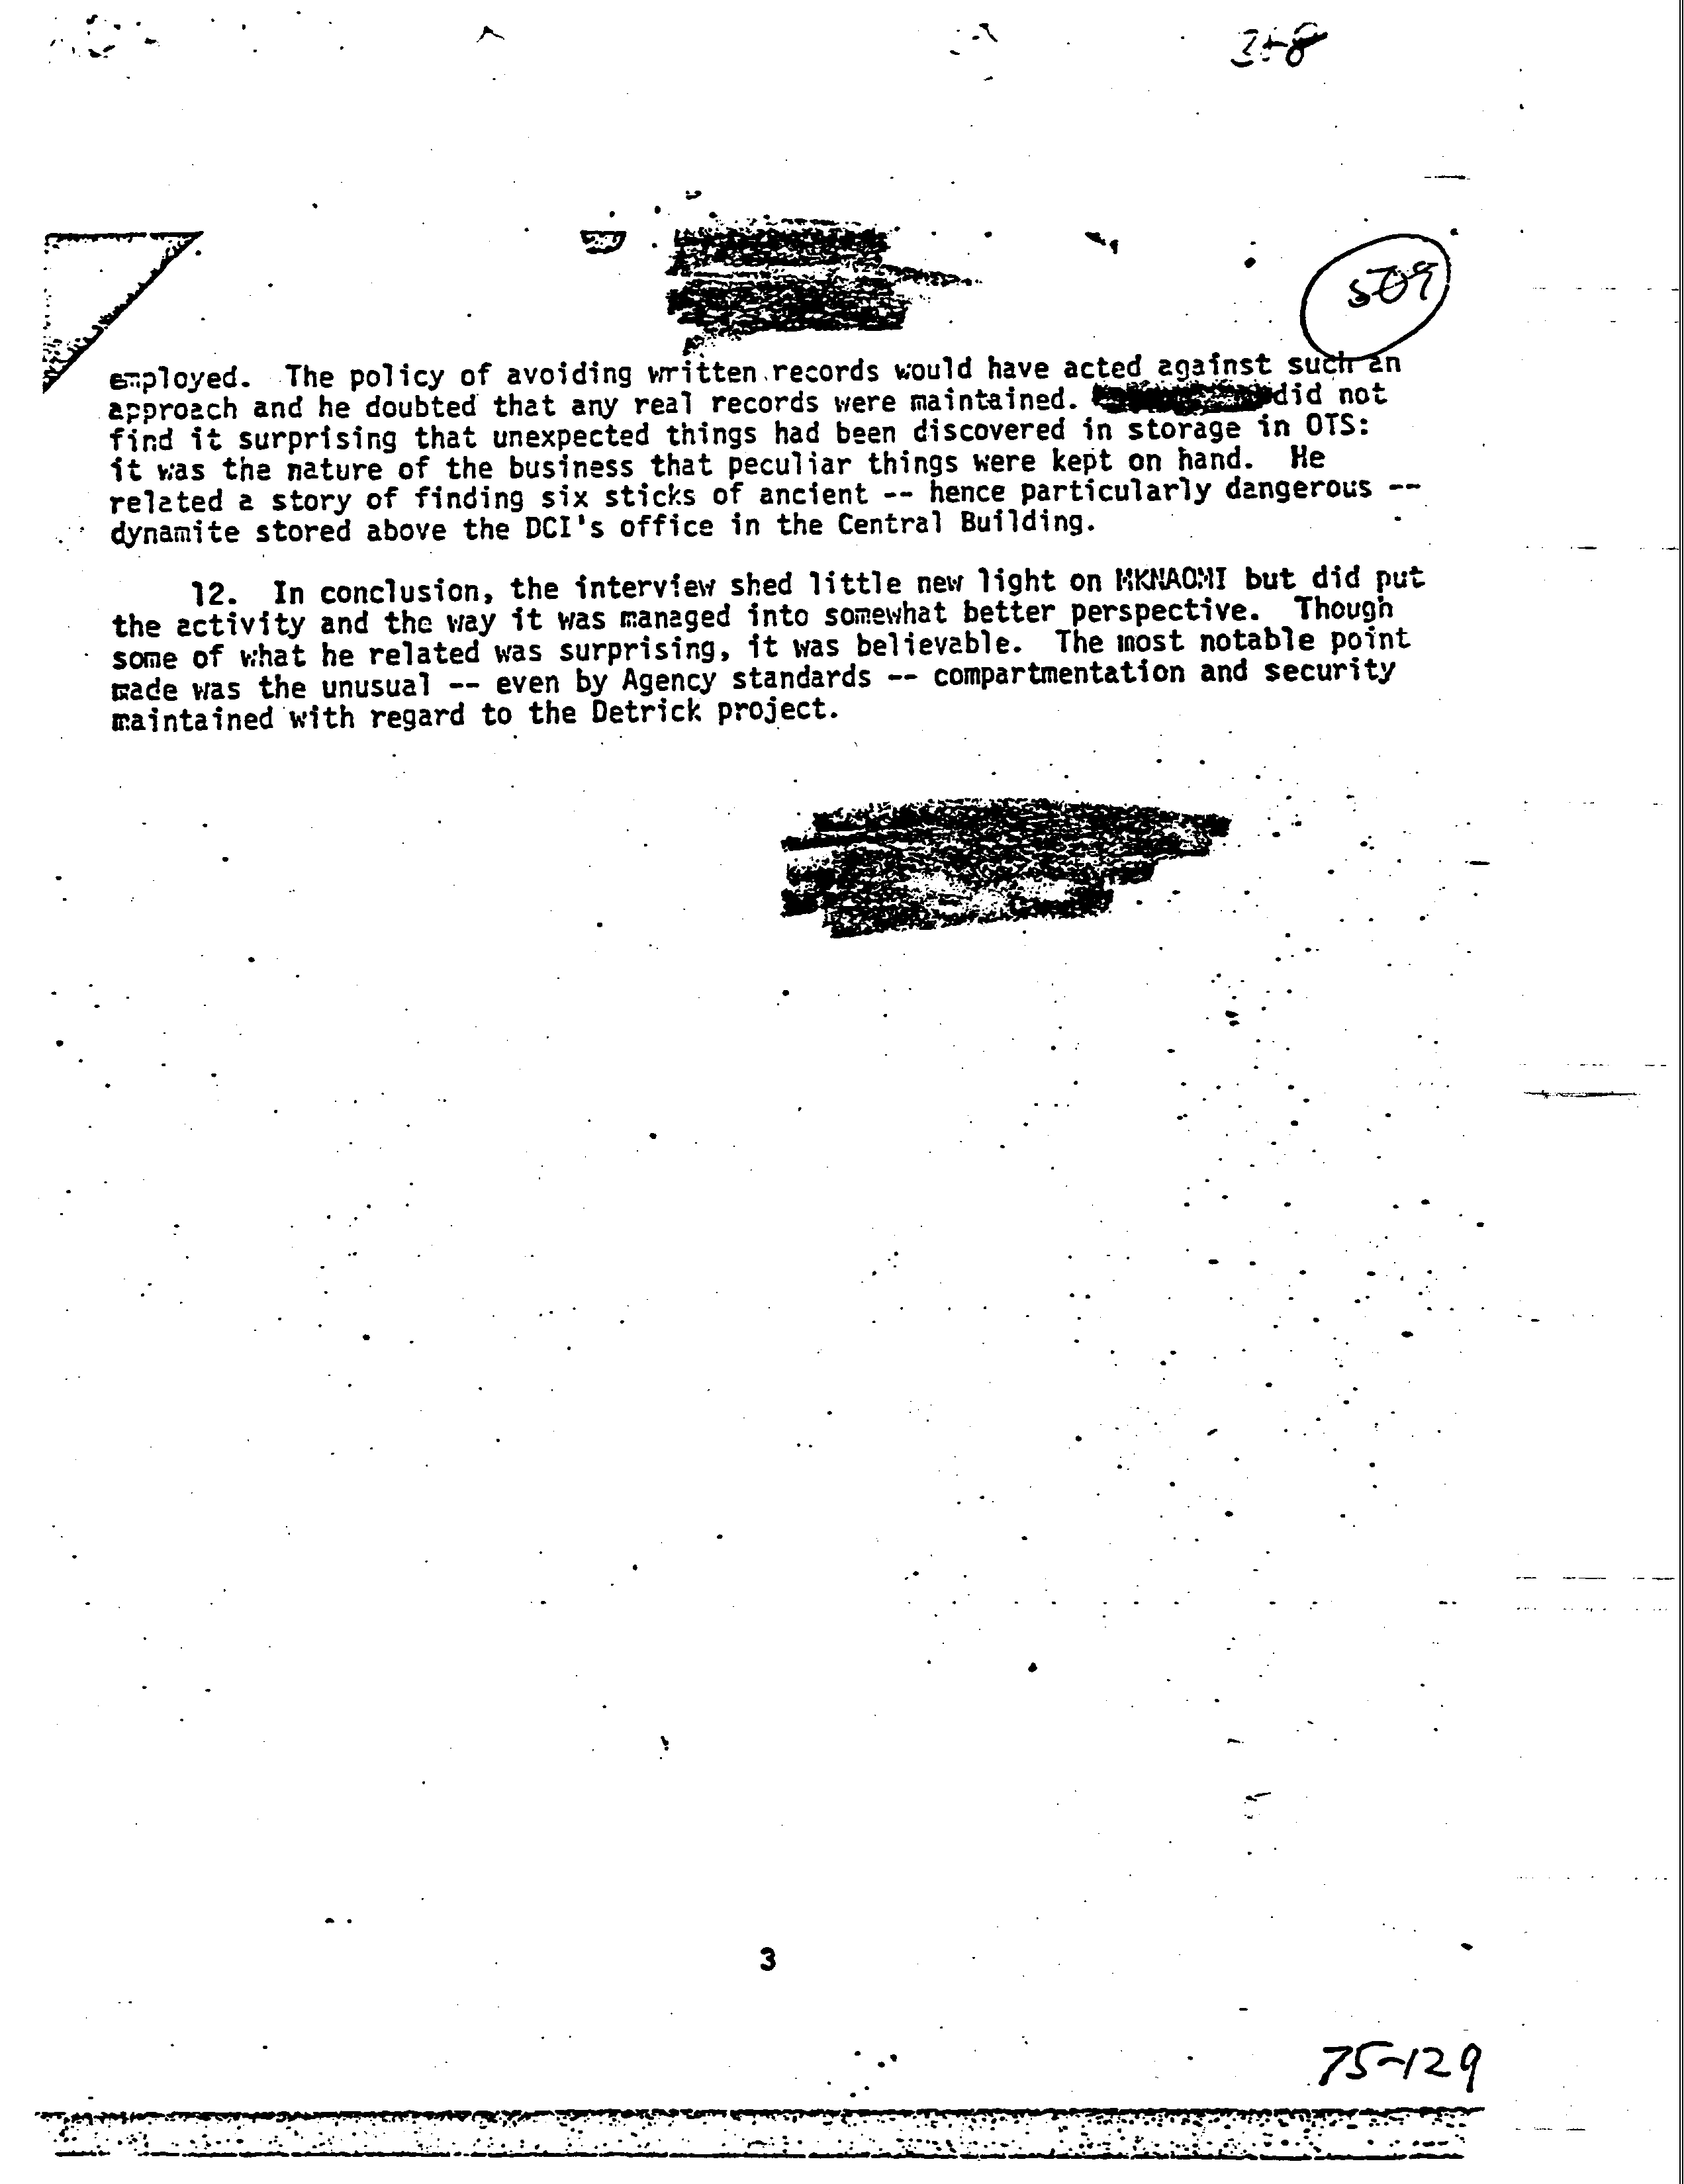 509
employed. The policy of avoiding written records would have acted against such an
approach and he doubted that any real records were maintained. did not
find it surprising that unexpected things had been discovered in storage in OTS:
it was the nature of the business that peculiar things were kept on hand. He
related a story of finding six sticks of ancient -- hence particularly dangerous --
dynamite stored above the DCI's office in the Central Building.
12. In conclusion, the interview shed little new light on MKNAOMI but did put
the activity and the way it was managed into somewhat better perspective. Though
some of what he related was surprising, it was believable. The most notable point
made was the unusual -- even by Agency standards -- compartmentation and security
maintained with regard to the Detrick project.
3
75-129